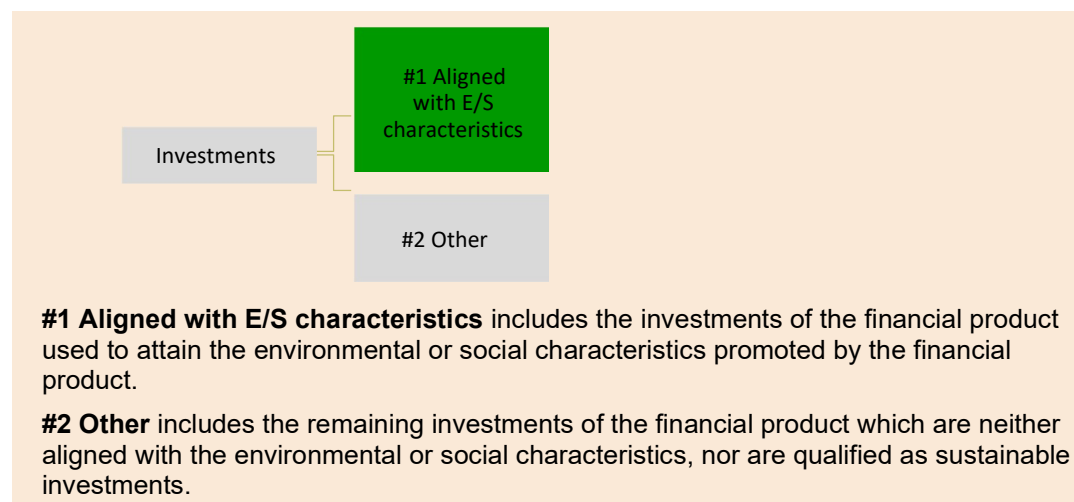 #1 Aligned
with E/S
characteristics
Investments
#2 Other
#1 Aligned with E/S characteristics includes the investments of the financial product
used to attain the environmental or social characteristics promoted by the financial
product.
#2 Other includes the remaining investments of the financial product which are neither
aligned with the environmental or social characteristics, nor are qualified as sustainable
investments.